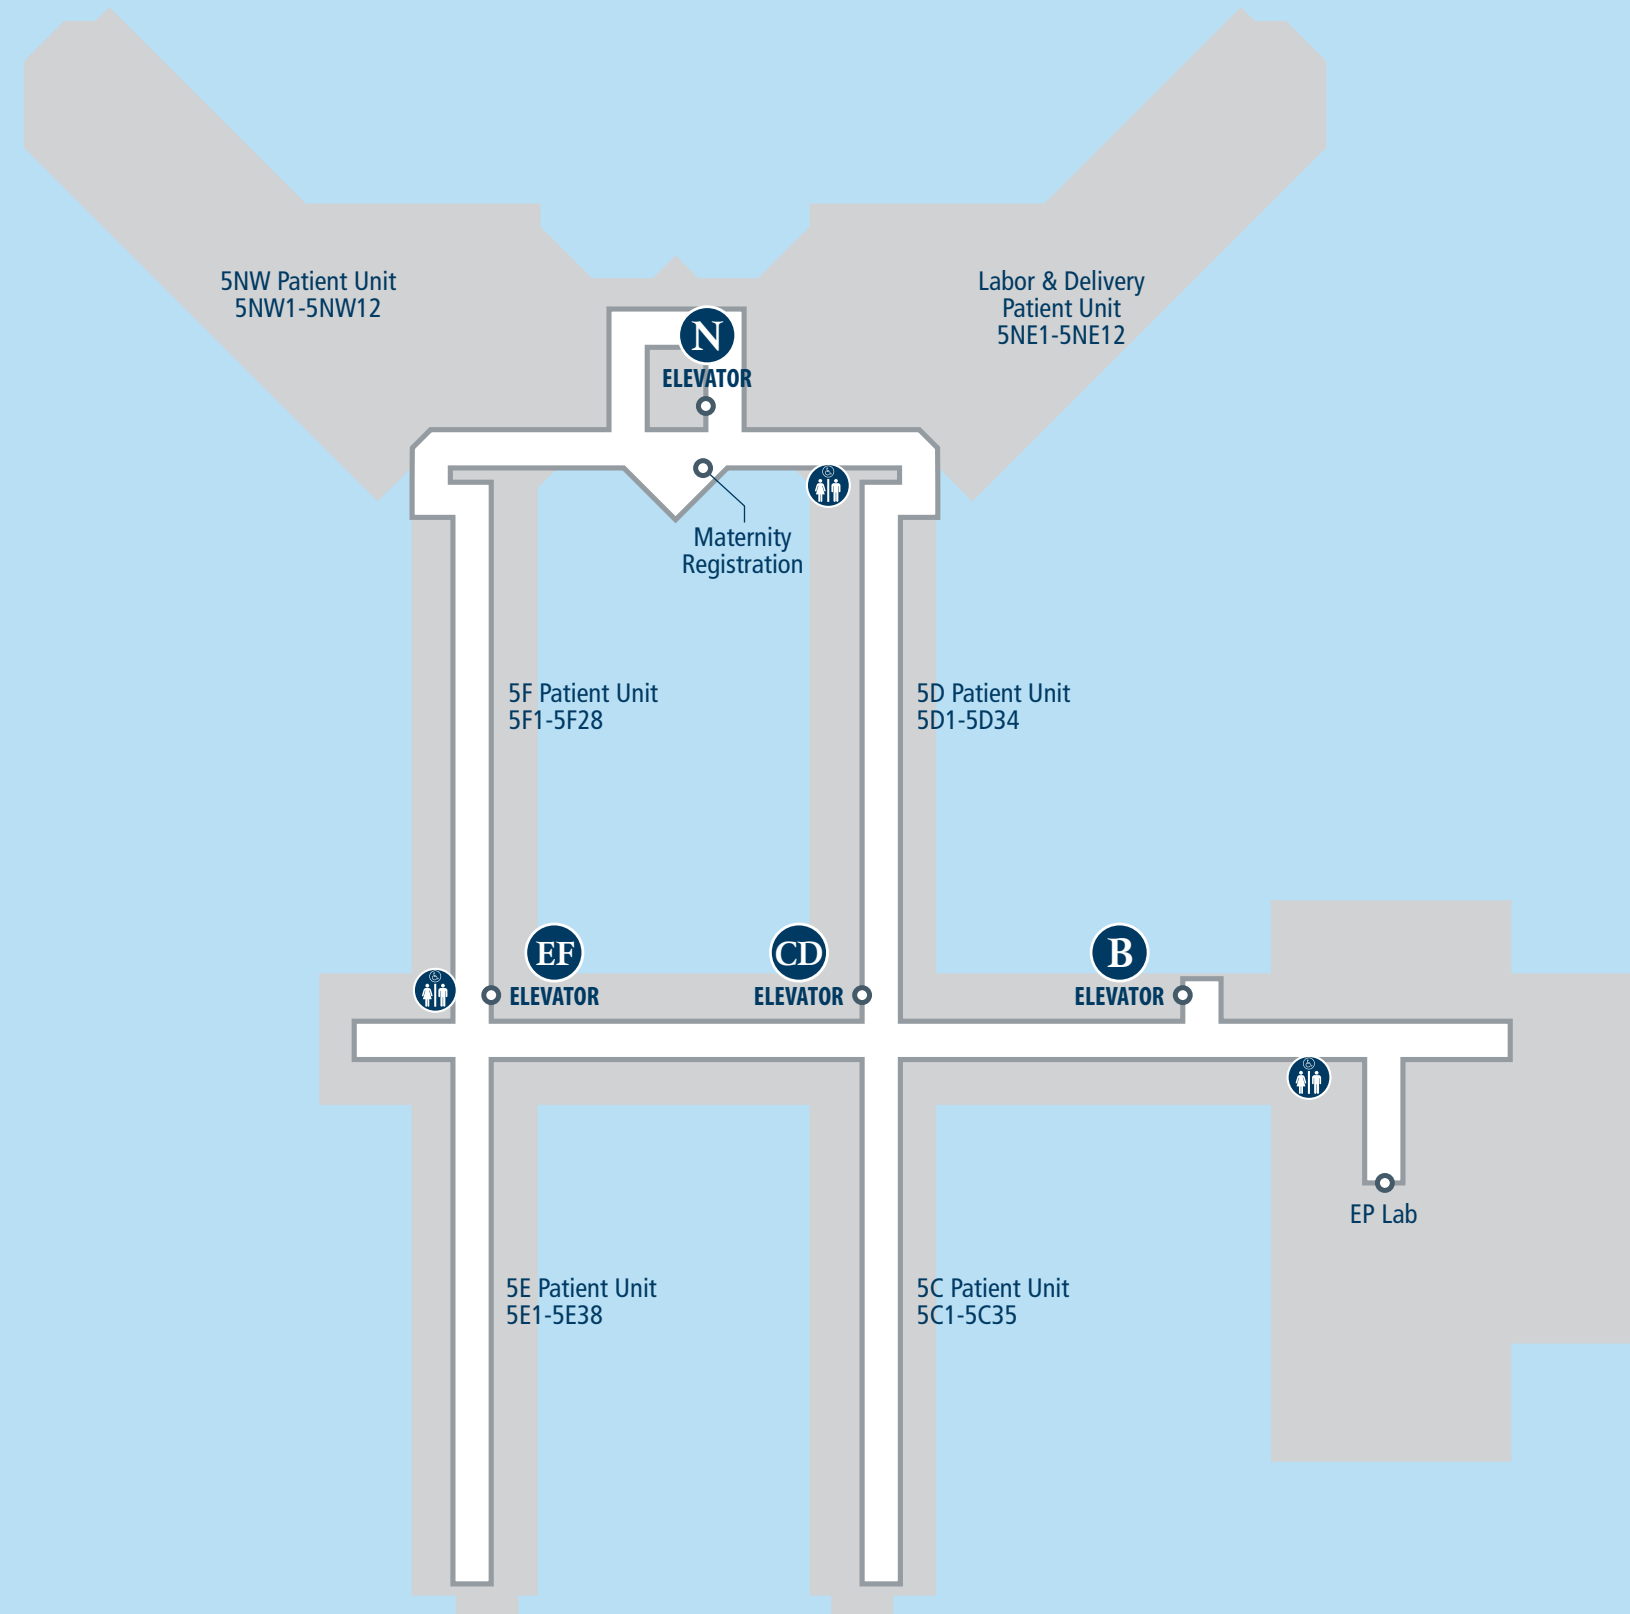 5NW Patient Unit
5NW1-5NW12
Labor & Delivery
Patient Unit
5NE1-5NE12
N
ELEVATOR
Maternity
Registration
5F Patient Unit
5F1-5F28
5D Patient Unit
5D1-5D34
EF
ELEVATOR
CD
ELEVATOR
B
ELEVATOR
EP Lab
5E Patient Unit
5E1-5E38
5C Patient Unit
5C1-5C35